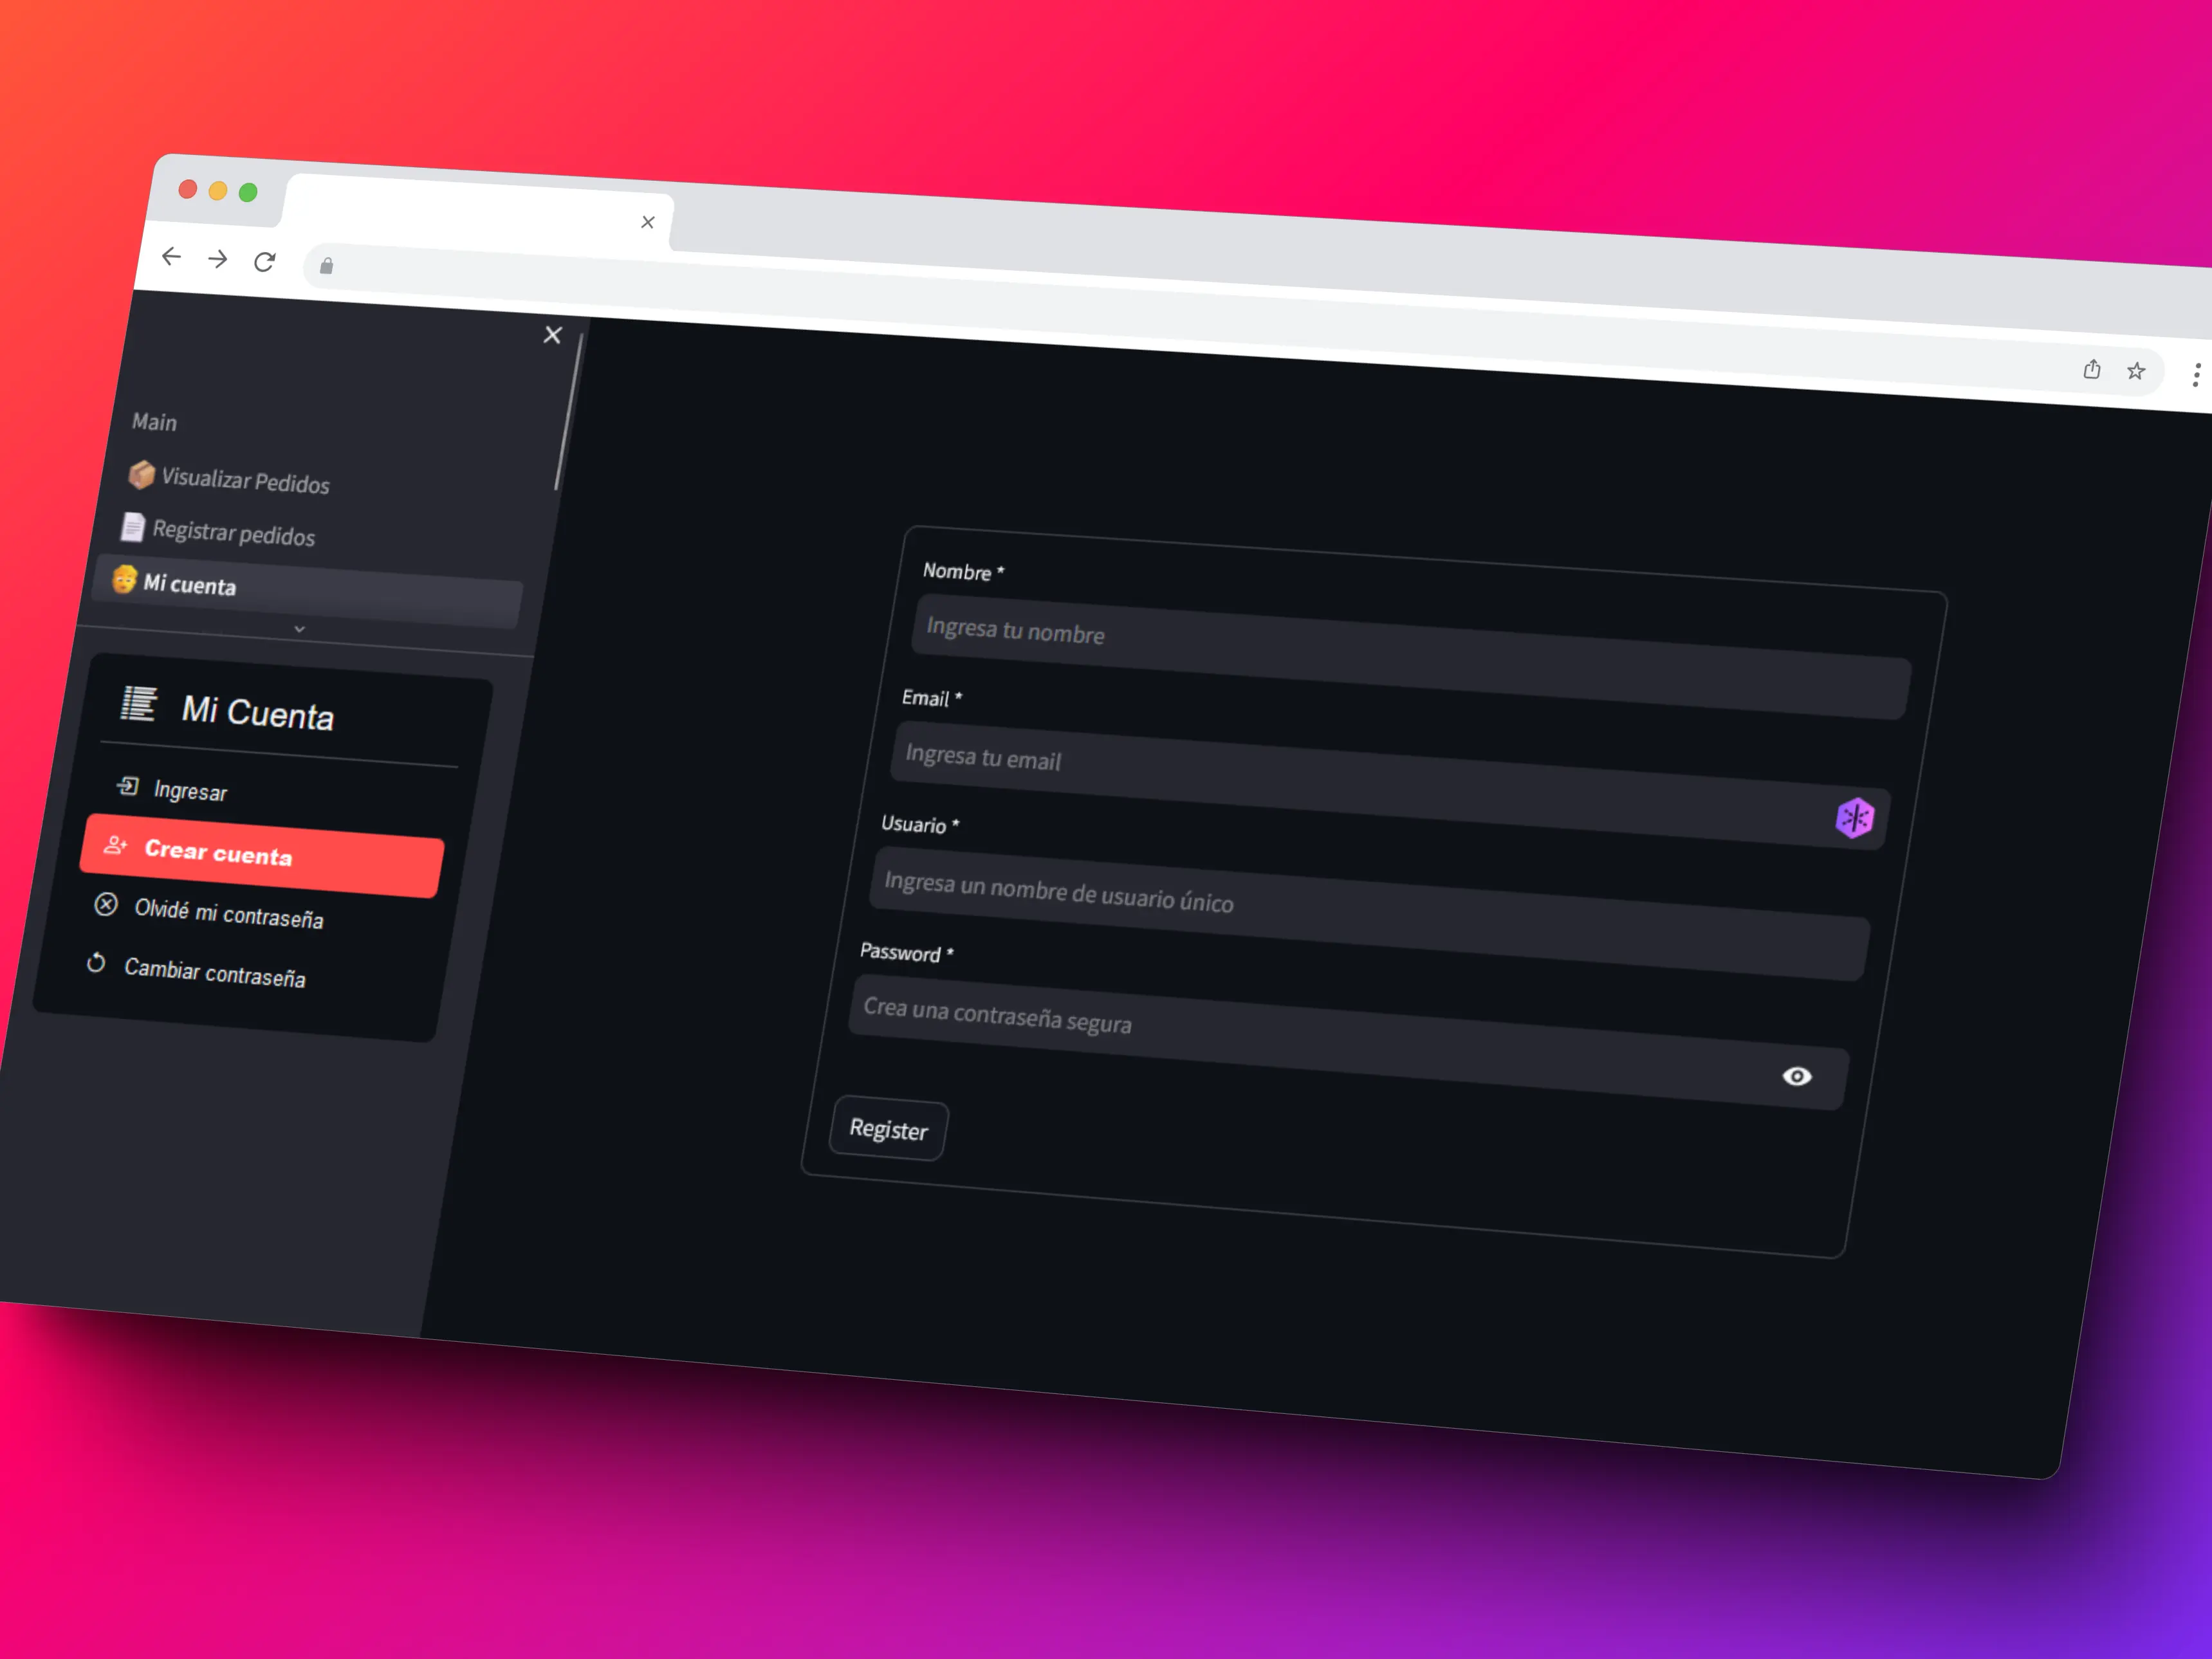 Main
Visualizar Pedidos
Registrar pedidos
Mi cuenta
Mi Cuenta
Ingresar
Crear cuenta
Olvidé mi contraseña
Cambiar contraseña
Nombre *
Ingresa tu nombre
Email *
Ingresa tu email
Usuario *
Ingresa un nombre de usuario único
Password *
Crea una contraseña segura
Register